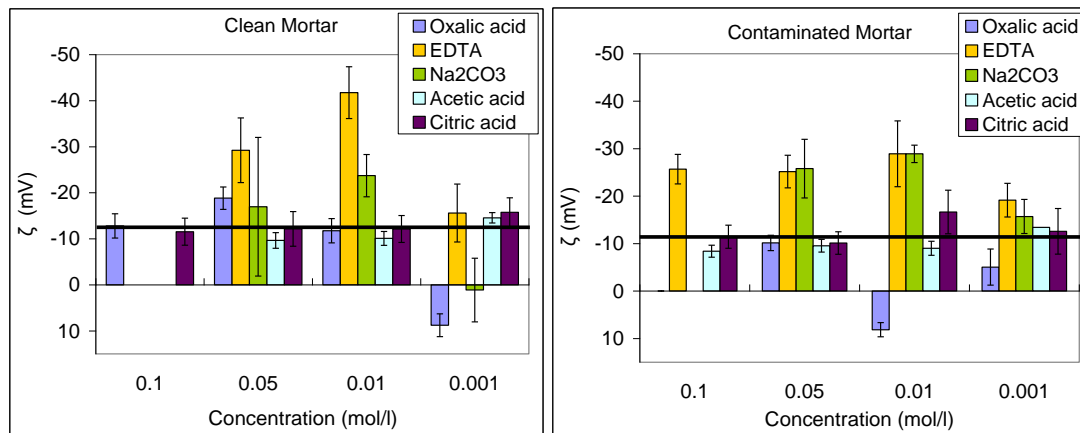 Clean Mortar
Oxalic acid
EDTA
Na2CO3
Acetic acid
Citric acid
-50
-40
-30
-20
-10
0
10
ζ (mV)
0.1 0.05 0.01 0.001
Concentration (mol/l)
Contaminated Mortar
Oxalic acid
EDTA
Na2CO3
Acetic acid
Citric acid
-50
-40
-30
-20
-10
0
10
ζ (mV)
0.1 0.05 0.01 0.001
Concentration (mol/l)